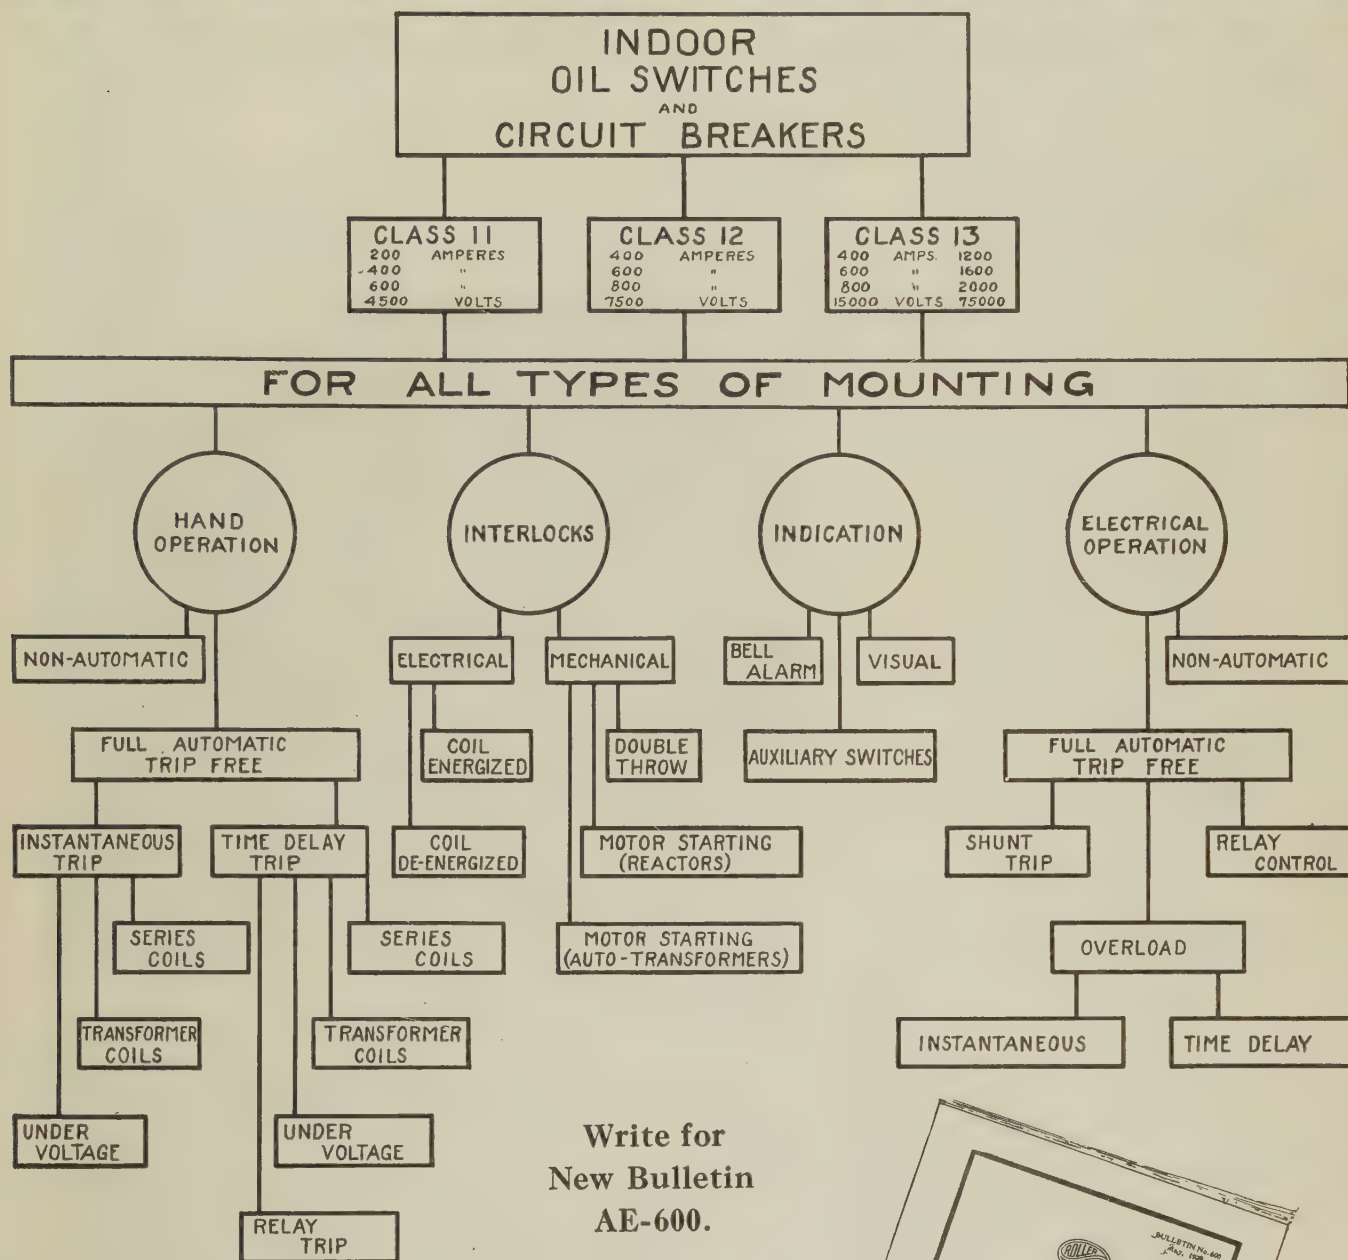 INDOOR
OIL SWITCHES
AND
CIRCUIT BREAKERS
CLASS 11
200 AMPERES
400 "
600 "
4500 VOLTS
CLASS 12
400 AMPERES
600 "
800 "
7500 VOLTS
CLASS 13
400 AMPS. 1200
600 " 1600
800 " 2000
15000 VOLTS 75000
FOR ALL TYPES OF MOUNTING
HAND
OPERATION
INTERLOCKS
INDICATION
ELECTRICAL
OPERATION
NON-AUTOMATIC
ELECTRICAL
MECHANICAL
BELL
ALARM
VISUAL
NON-AUTOMATIC
FULL AUTOMATIC
TRIP FREE
COIL
ENERGIZED
DOUBLE
THROW
AUXILIARY SWITCHES
FULL AUTOMATIC
TRIP FREE
INSTANTANEOUS
TRIP
TIME DELAY
TRIP
COIL
DE-ENERGIZED
MOTOR STARTING
(REACTORS)
SHUNT
TRIP
RELAY
CONTROL
SERIES
COILS
SERIES
COILS
MOTOR STARTING
(AUTO-TRANSFORMERS)
OVERLOAD
TRANSFORMER
COILS
TRANSFORMER
COILS
INSTANTANEOUS
TIME DELAY
UNDER
VOLTAGE
UNDER
VOLTAGE
RELAY
TRIP
Write for
New Bulletin
AE-600.
BULLETIN No. 600
ROLLER